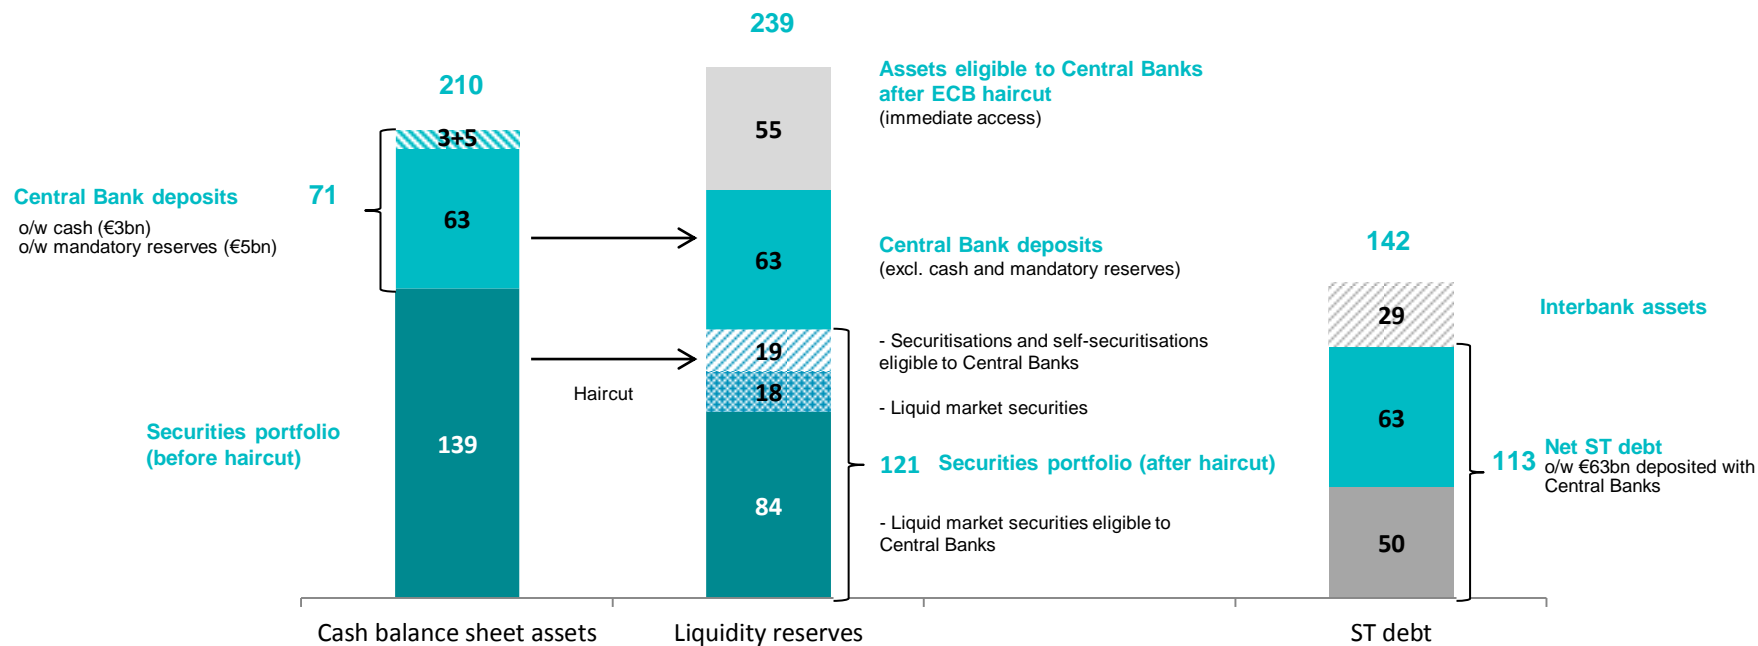 239
210
Assets eligible to Central Banks
after ECB haircut
(immediate access)
3+5
55
Central Bank deposits
71
o/w cash (€3bn)
o/w mandatory reserves (€5bn)
63
63
Central Bank deposits
(excl. cash and mandatory reserves)
142
29
Interbank assets
19
- Securitisations and self-securitisations
eligible to Central Banks
Haircut
18
- Liquid market securities
63
Securities portfolio
(before haircut)
139
121
Securities portfolio (after haircut)
113
Net ST debt
o/w €63bn deposited with
Central Banks
84
- Liquid market securities eligible to
Central Banks
50
Cash balance sheet assets
Liquidity reserves
ST debt